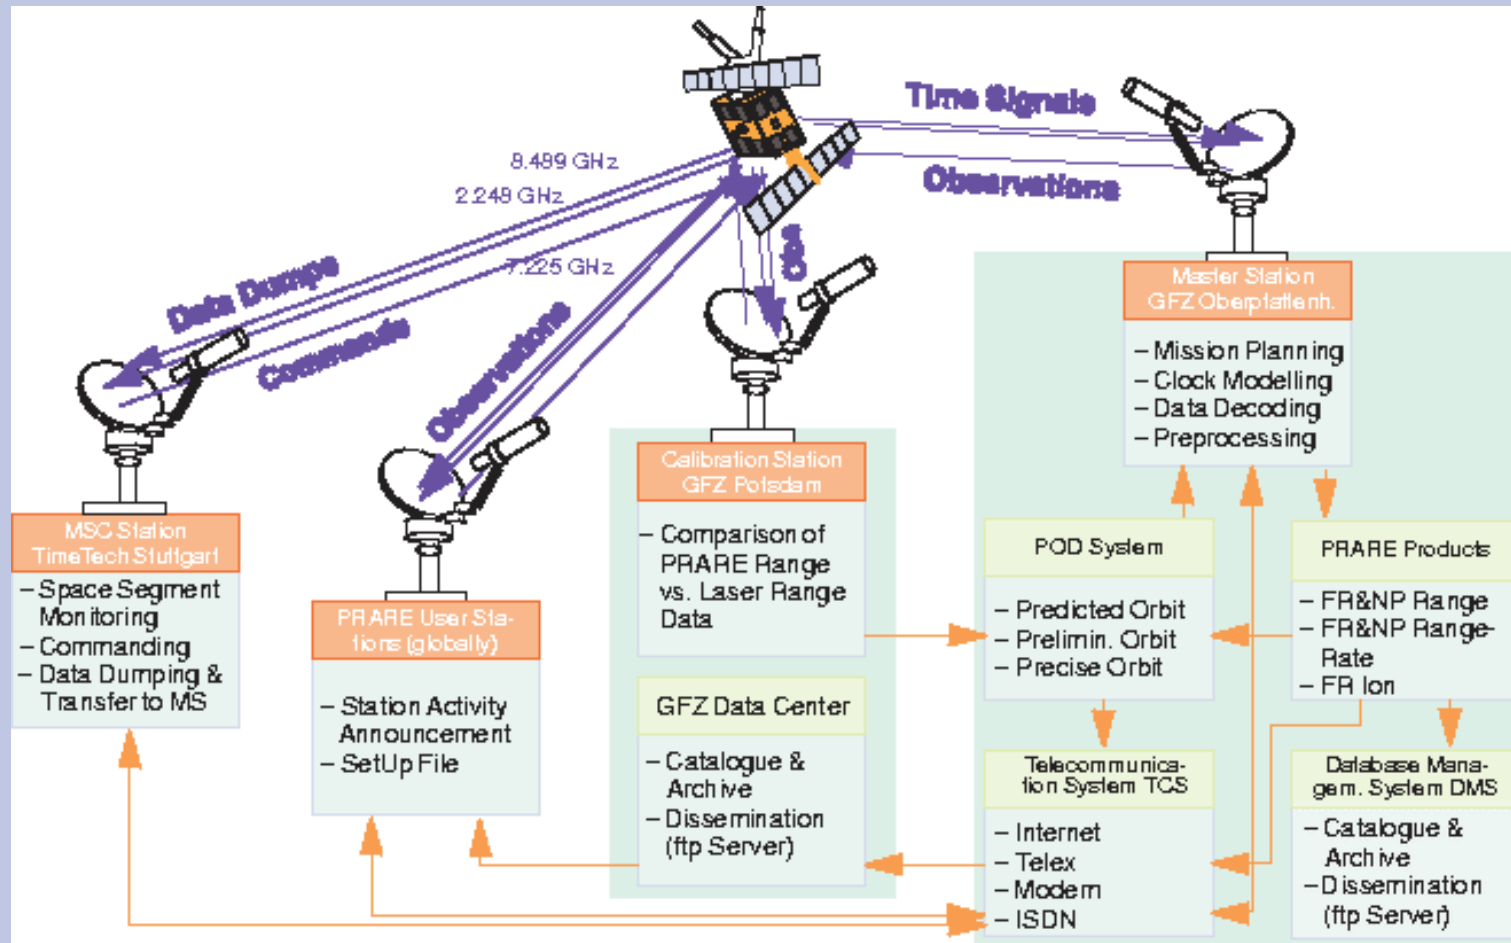 Time Signals
Observations
8.489 GHz
2.248 GHz
7.225 GHz
Data Dumps
Commands
Observations
Master Station
GFZ Oberpfaffenh.
– Mission Planning
– Clock Modelling
– Data Decoding
– Preprocessing
Calibration Station
GFZ Potsdam
– Comparison of
PRARE Range
vs. Laser Range
Data
MSC Station
TimeTech Stuttgart
– Space Segment
Monitoring
– Commanding
– Data Dumping &
Transfer to MS
PRARE User Sta-
tions (globally)
– Station Activity
Announcement
– SetUp File
GFZ Data Center
– Catalogue &
Archive
– Dissemination
(ftp Server)
POD System
– Predicted Orbit
– Prelimin. Orbit
– Precise Orbit
PRARE Products
– FR&NP Range
– FR&NP Range-
Rate
– FR Ion
Telecommunica-
tion System TCS
– Internet
– Telex
– Modem
– ISDN
Database Mana-
gem. System DMS
– Catalogue &
Archive
– Dissemination
(ftp Server)